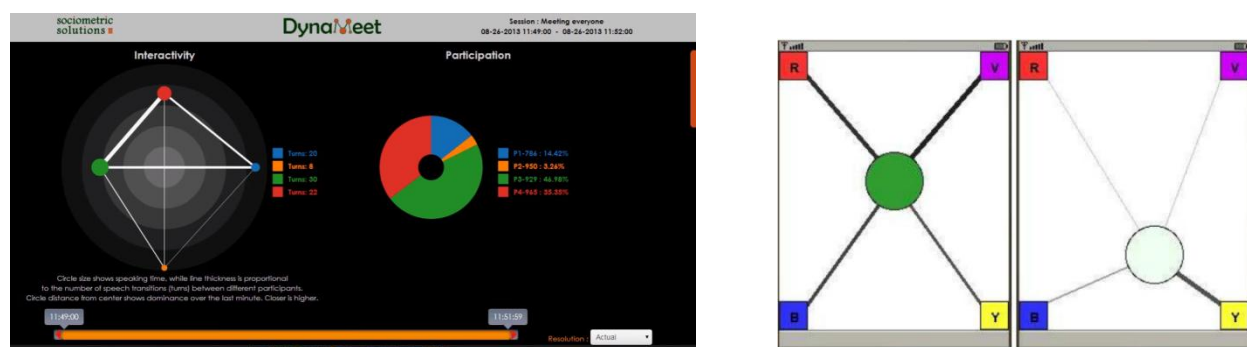 sociometric
solutions
DynaMeet
Session : Meeting everyone
08-26-2013 11:49:00 - 08-26-2013 11:52:00
Interactivity
Participation
Turns: 20
Turns: 8
Turns: 30
Turns: 22
P1-786 : 14.42%
P2-950 : 3.26%
P3-929 : 46.98%
P4-965 : 35.35%
Circle size shows speaking time, while line thickness is proportional
to the number of speech transitions (turns) between different participants.
Circle distance from center shows dominance over the last minute. Closer is higher.
11:49:00
11:51:59
Resolution : Actual
R
V
B
Y
R
V
B
Y